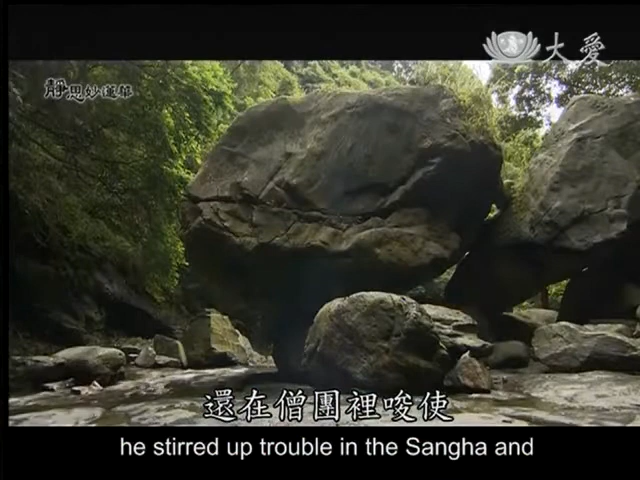 大愛
靜思妙蓮華
還在僧團裡唆使
he stirred up trouble in the Sangha and